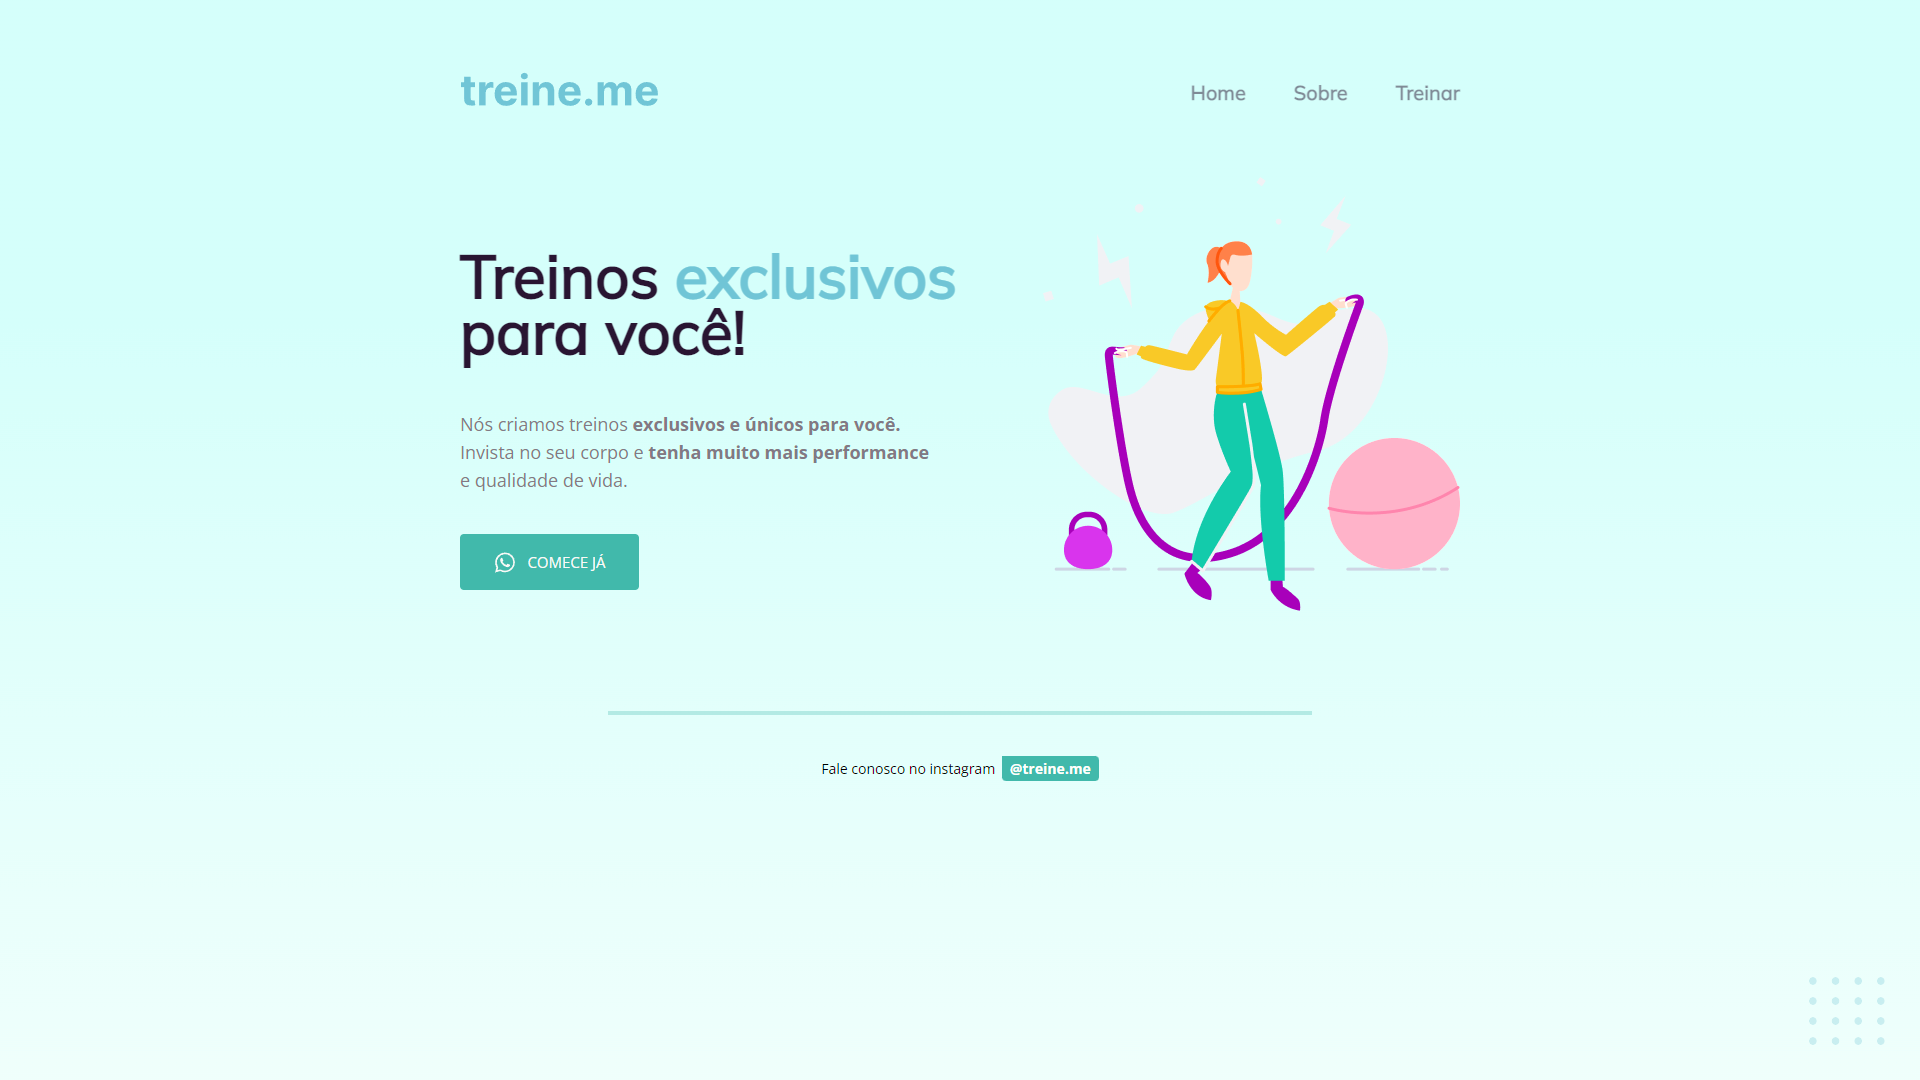 treine.me
Home Sobre Treinar
Treinos exclusivos
para você!
Nós criamos treinos exclusivos e únicos para você.
Invista no seu corpo e tenha muito mais performance
e qualidade de vida.
COMECE JÁ
Fale conosco no instagram @treine.me